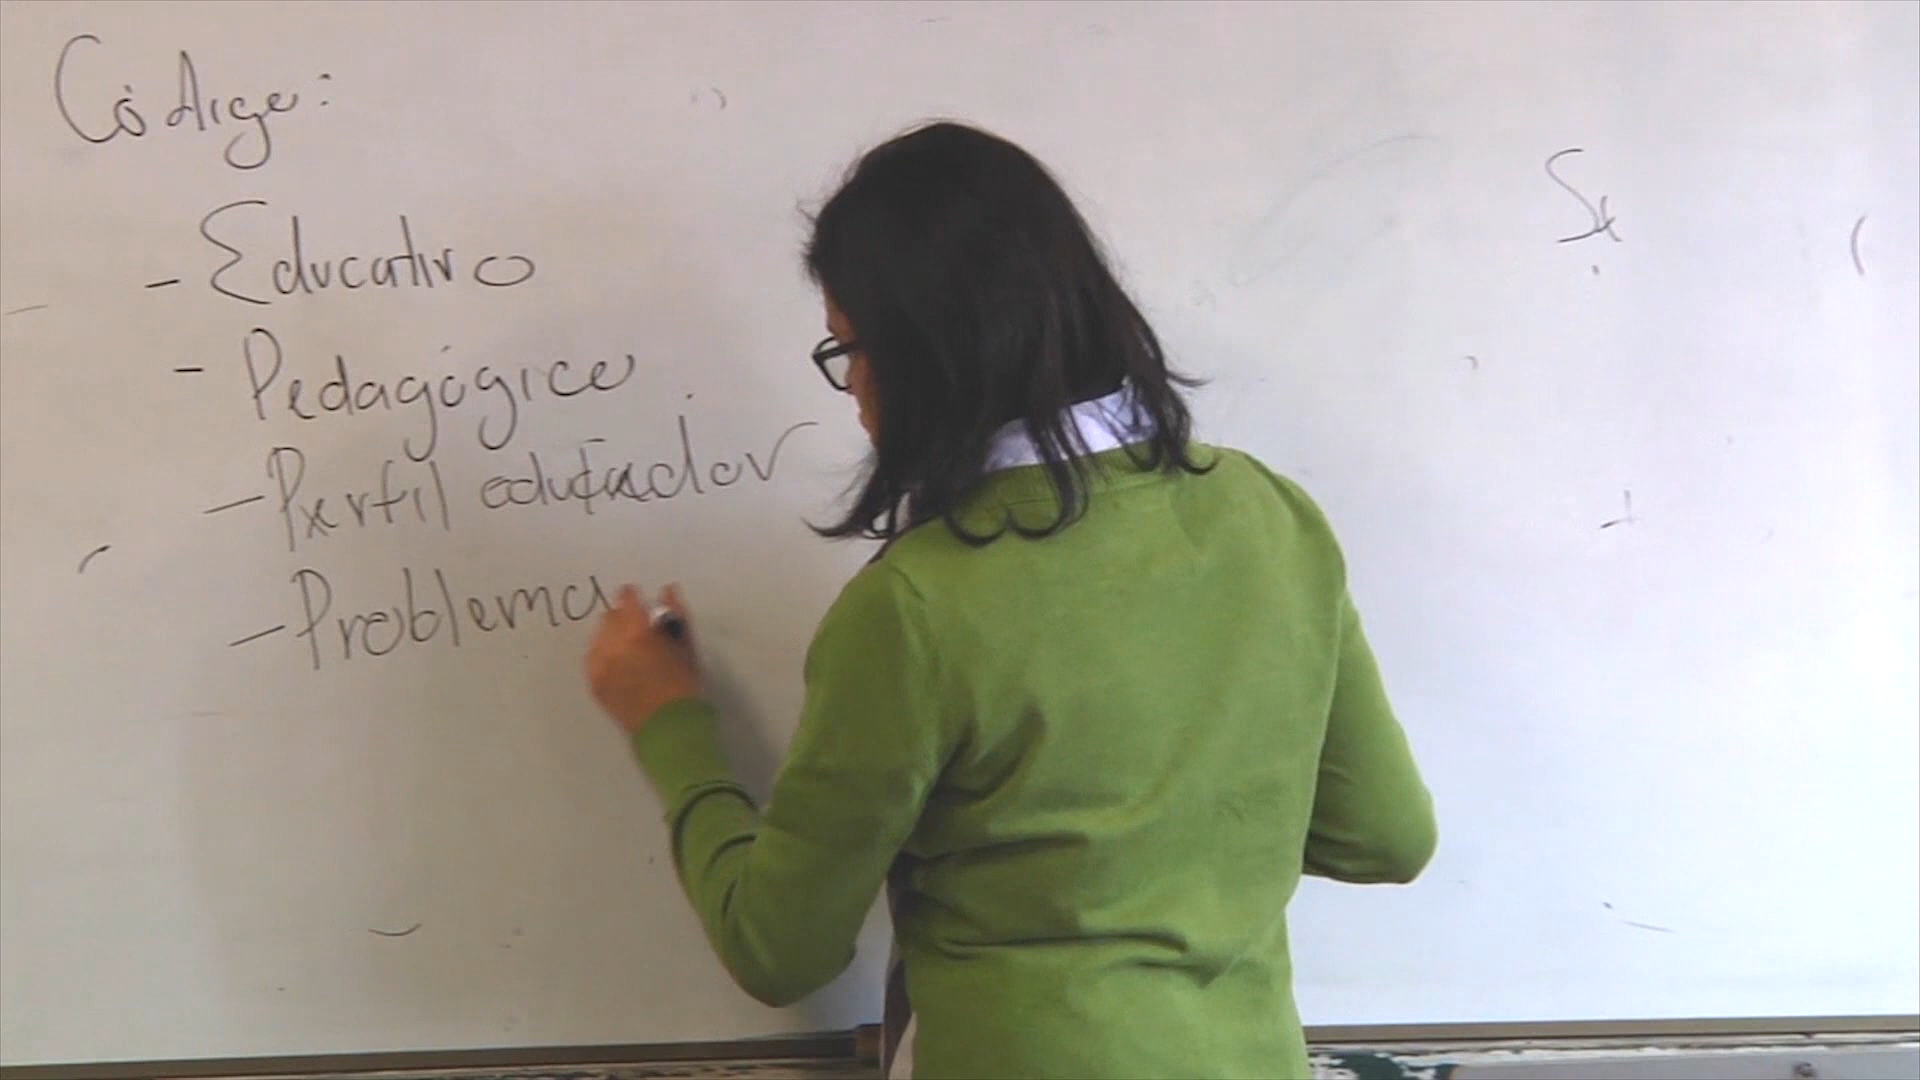 Código:
- Educativo
- Pedagógico
- Perfil educador
- Problema